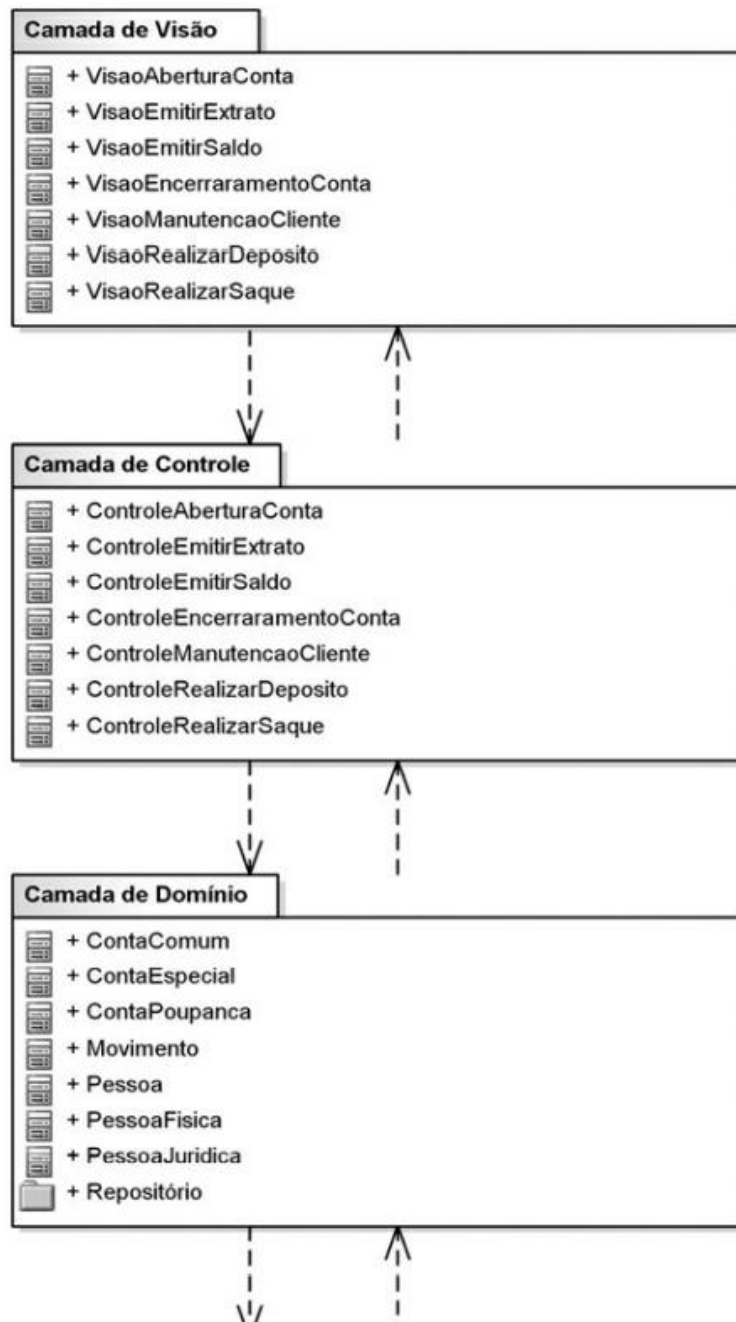 Camada de Visão
+ VisaoAberturaConta
+ VisaoEmitirExtrato
+ VisaoEmitirSaldo
+ VisaoEncerraramentoConta
+ VisaoManutencaoCliente
+ VisaoRealizarDeposito
+ VisaoRealizarSaque
Camada de Controle
+ ControleAberturaConta
+ ControleEmitirExtrato
+ ControleEmitirSaldo
+ ControleEncerraramentoConta
+ ControleManutencaoCliente
+ ControleRealizarDeposito
+ ControleRealizarSaque
Camada de Domínio
+ ContaComum
+ ContaEspecial
+ ContaPoupanca
+ Movimento
+ Pessoa
+ PessoaFisica
+ PessoaJuridica
+ Repositório